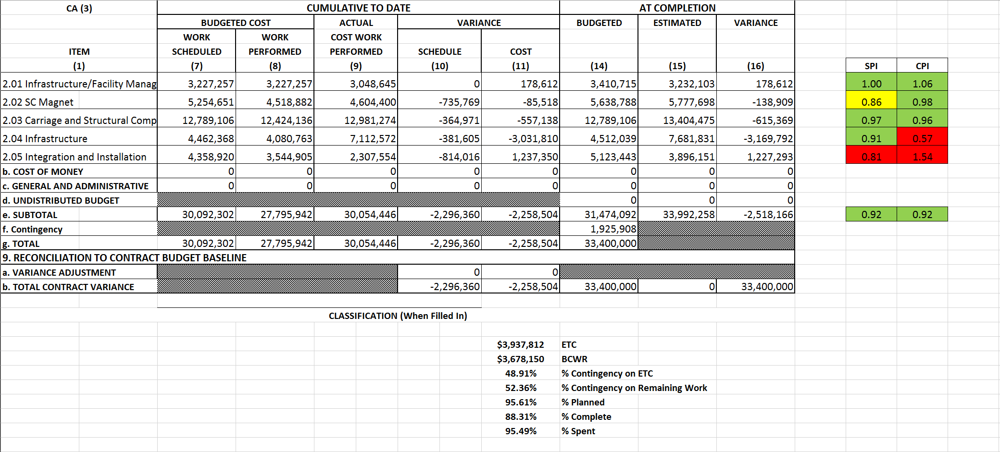 CA (3) CUMULATIVE TO DATE AT COMPLETION
BUDGETED COST ACTUAL VARIANCE BUDGETED ESTIMATED VARIANCE
WORK WORK COST WORK
ITEM SCHEDULED PERFORMED PERFORMED SCHEDULE COST
(1) (7) (8) (9) (10) (11) (14) (15) (16) SPI CPI
2.01 Infrastructure/Facility Manag 3,227,257 3,227,257 3,048,645 0 178,612 3,410,715 3,232,103 178,612 1.00 1.06
2.02 SC Magnet 5,254,651 4,518,882 4,604,400 -735,769 -85,518 5,638,788 5,777,698 -138,909 0.86 0.98
2.03 Carriage and Structural Comp 12,789,106 12,424,136 12,981,274 -364,971 -557,138 12,789,106 13,404,475 -615,369 0.97 0.96
2.04 Infrastructure 4,462,368 4,080,763 7,112,572 -381,605 -3,031,810 4,512,039 7,681,831 -3,169,792 0.91 0.57
2.05 Integration and Installation 4,358,920 3,544,905 2,307,554 -814,016 1,237,350 5,123,443 3,896,151 1,227,293 0.81 1.54
b. COST OF MONEY 0 0 0 0 0 0 0 0
c. GENERAL AND ADMINISTRATIVE 0 0 0 0 0 0 0 0
d. UNDISTRIBUTED BUDGET 0 0 0
e. SUBTOTAL 30,092,302 27,795,942 30,054,446 -2,296,360 -2,258,504 31,474,092 33,992,258 -2,518,166 0.92 0.92
f. Contingency 1,925,908
g. TOTAL 30,092,302 27,795,942 30,054,446 -2,296,360 -2,258,504 33,400,000
9. RECONCILIATION TO CONTRACT BUDGET BASELINE
a. VARIANCE ADJUSTMENT 0 0
b. TOTAL CONTRACT VARIANCE -2,296,360 -2,258,504 33,400,000 0 33,400,000
CLASSIFICATION (When Filled In)
$3,937,812 ETC
$3,678,150 BCWR
48.91% % Contingency on ETC
52.36% % Contingency on Remaining Work
95.61% % Planned
88.31% % Complete
95.49% % Spent